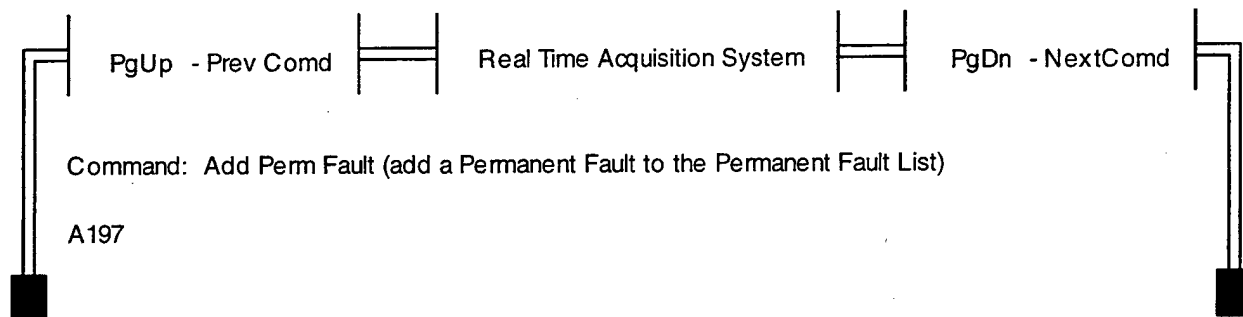 PgUp - Prev Comd Real Time Acquisition System PgDn - NextComd
Command: Add Perm Fault (add a Permanent Fault to the Permanent Fault List)
A197